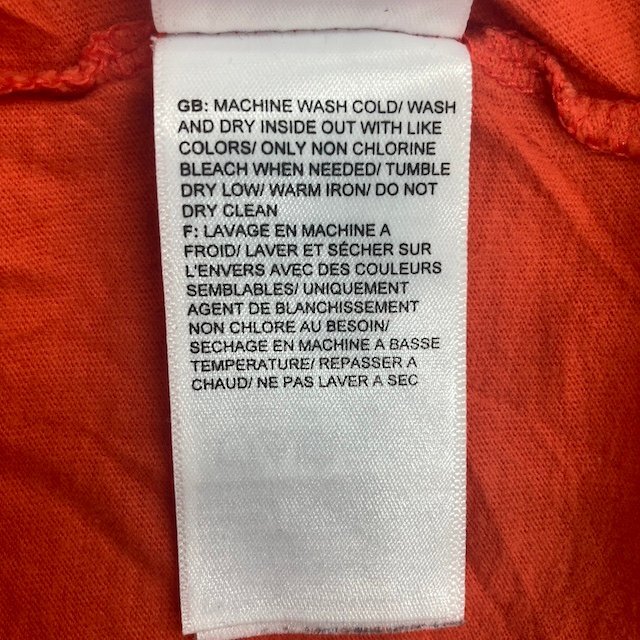 GB: MACHINE WASH COLD/ WASH
AND DRY INSIDE OUT WITH LIKE
COLORS/ ONLY NON CHLORINE
BLEACH WHEN NEEDED/ TUMBLE
DRY LOW/ WARM IRON/ DO NOT
DRY CLEAN
F: LAVAGE EN MACHINE A
FROID/ LAVER ET SÉCHER SUR
L'ENVERS AVEC DES COULEURS
SEMBLABLES/ UNIQUEMENT
AGENT DE BLANCHISSEMENT
NON CHLORE AU BESOIN/
SECHAGE EN MACHINE A BASSE
TEMPERATURE/ REPASSER A
CHAUD/ NE PAS LAVER A SEC